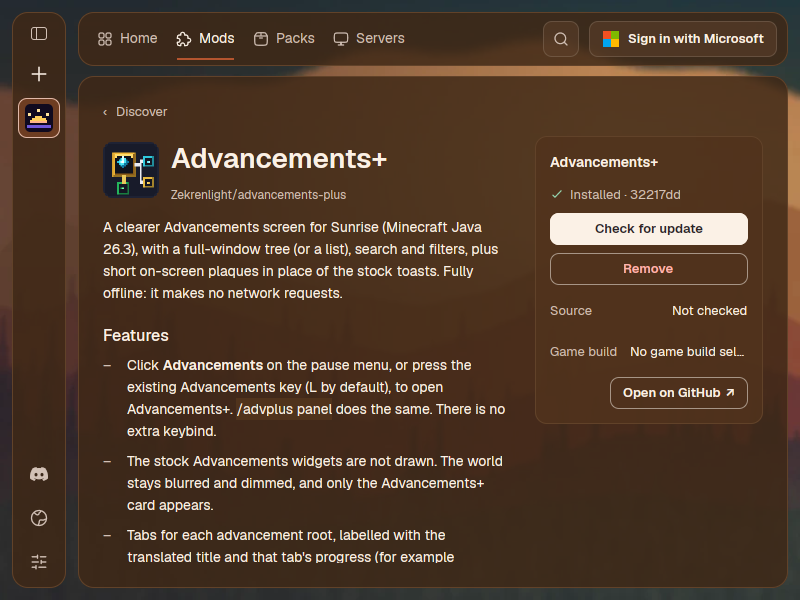 Home
Mods
Packs
Servers
Sign in with Microsoft
‹ Discover
Advancements+
Zekrenlight/advancements-plus
A clearer Advancements screen for Sunrise (Minecraft Java
26.3), with a full-window tree (or a list), search and filters, plus
short on-screen plaques in place of the stock toasts. Fully
offline: it makes no network requests.
Features
– Click Advancements on the pause menu, or press the
existing Advancements key (L by default), to open
Advancements+. /advplus panel does the same. There is no
extra keybind.
– The stock Advancements widgets are not drawn. The world
stays blurred and dimmed, and only the Advancements+
card appears.
– Tabs for each advancement root, labelled with the
translated title and that tab's progress (for example
Advancements+
Installed · 32217dd
Check for update
Remove
Source Not checked
Game build No game build sel…
Open on GitHub ↗